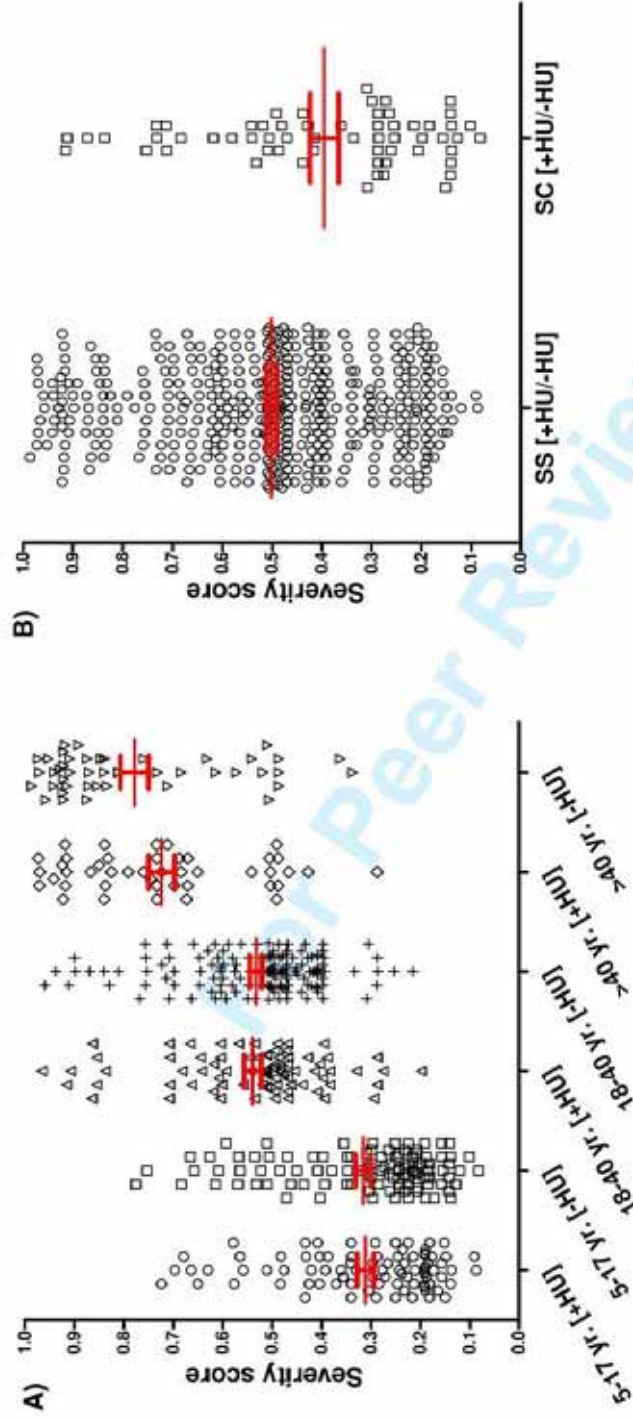 A)
Severity score
1.0
0.9
0.8
0.7
0.6
0.5
0.4
0.3
0.2
0.1
0.0
5-17 yr. [+HU]
5-17 yr. [-HU]
18-40 yr. [+HU]
18-40 yr. [-HU]
>40 yr. [+HU]
>40 yr. [-HU]
B)
Severity score
1.0
0.9
0.8
0.7
0.6
0.5
0.4
0.3
0.2
0.1
0.0
SS [+HU/-HU]
SC [+HU/-HU]
For Peer Review